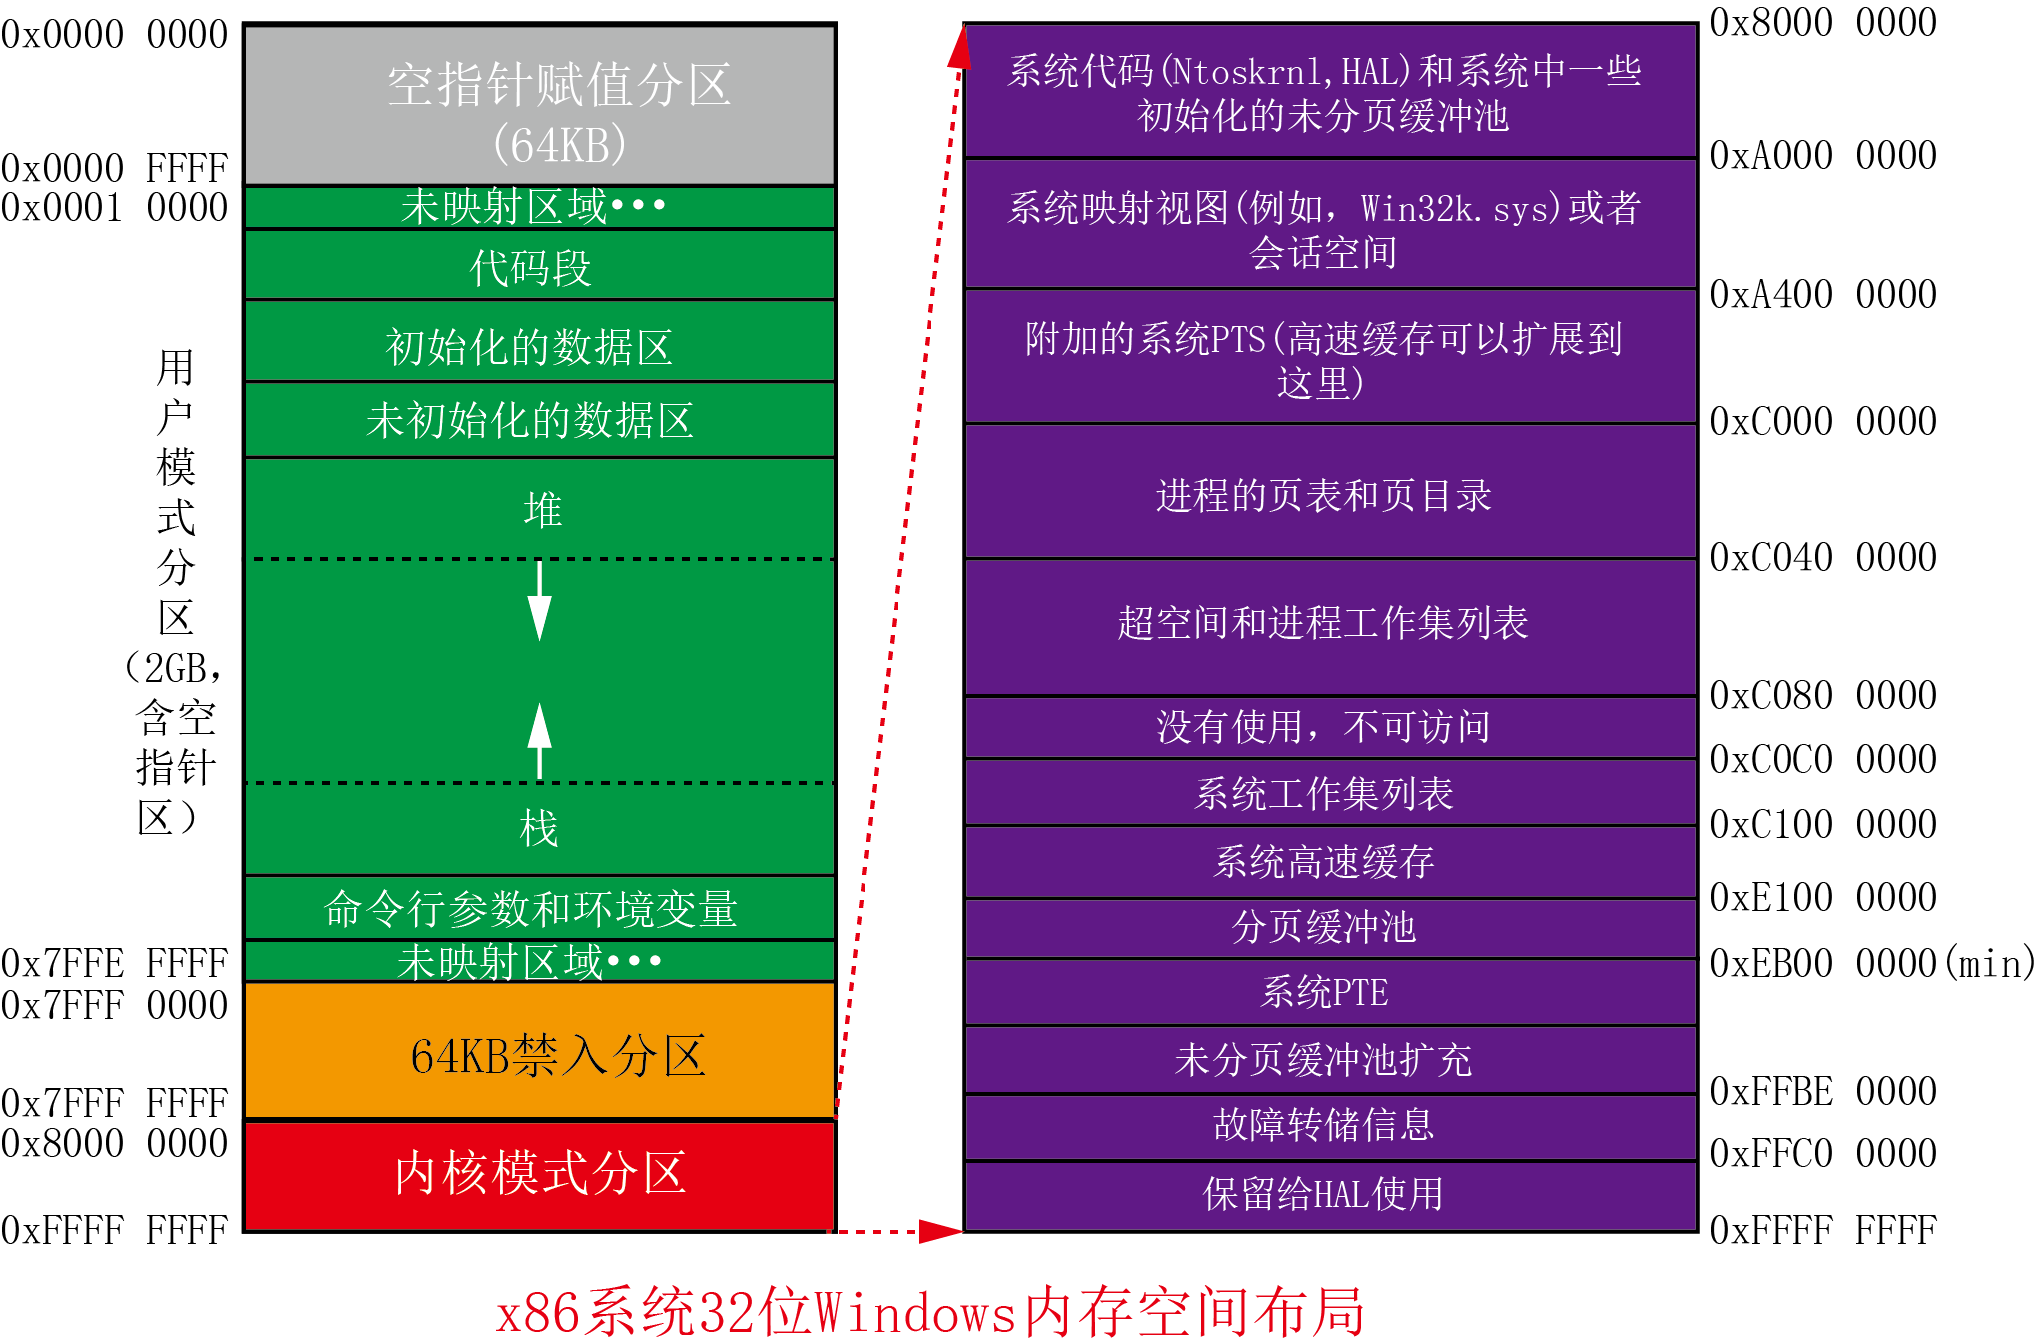 0x0000 0000
空指针赋值分区
(64KB)
0x0000 FFFF
0x0001 0000
未映射区域•••
代码段
初始化的数据区
未初始化的数据区
堆
栈
命令行参数和环境变量
0x7FFE FFFF
未映射区域•••
0x7FFF 0000
64KB禁入分区
0x7FFF FFFF
0x8000 0000
内核模式分区
0xFFFF FFFF
用
户
模
式
分
区
（2GB，
含空
指针
区）
0x8000 0000
系统代码(Ntoskrnl,HAL)和系统中一些
初始化的未分页缓冲池
0xA000 0000
系统映射视图(例如，Win32k.sys)或者
会话空间
0xA400 0000
附加的系统PTS(高速缓存可以扩展到
这里)
0xC000 0000
进程的页表和页目录
0xC040 0000
超空间和进程工作集列表
0xC080 0000
没有使用，不可访问
0xC0C0 0000
系统工作集列表
0xC100 0000
系统高速缓存
0xE100 0000
分页缓冲池
0xEB00 0000(min)
系统PTE
未分页缓冲池扩充
0xFFBE 0000
故障转储信息
0xFFC0 0000
保留给HAL使用
0xFFFF FFFF
x86系统32位Windows内存空间布局